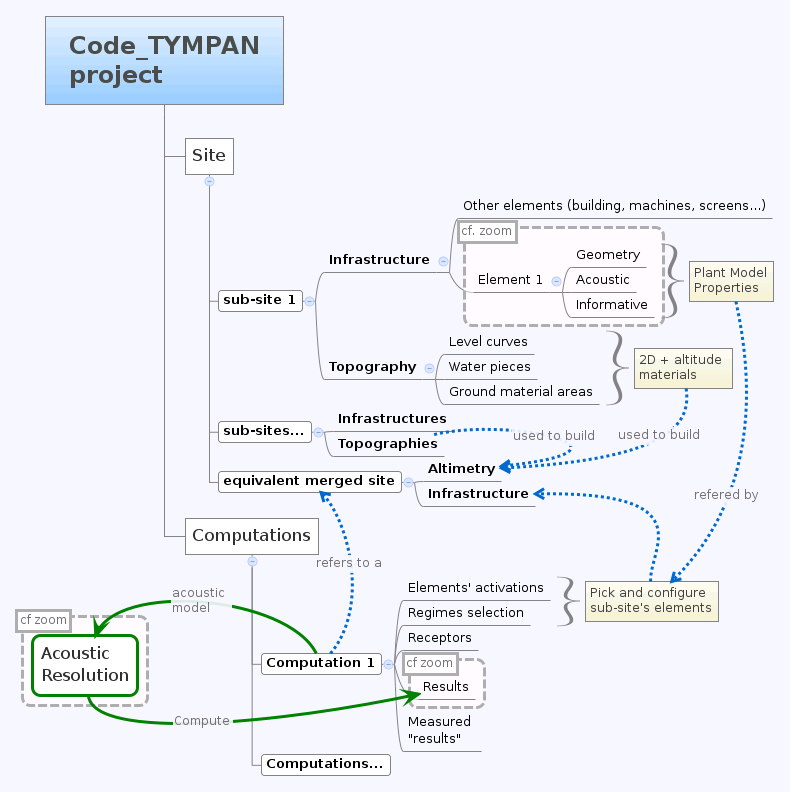 Code_TYMPAN
project
Site
Other elements (building, machines, screens...)
cf. zoom
Infrastructure
Geometry
Element 1
Acoustic
Informative
Plant Model
Properties
sub-site 1
Level curves
Topography
Water pieces
Ground material areas
2D + altitude
materials
sub-sites...
Infrastructures
Topographies
used to build
used to build
equivalent merged site
Altimetry
Infrastructure
refered by
Computations
refers to a
Elements' activations
Regimes selection
Pick and configure
sub-site's elements
acoustic
model
cf zoom
Acoustic
Resolution
Computation 1
Receptors
cf zoom
Results
Compute
Measured
"results"
Computations...